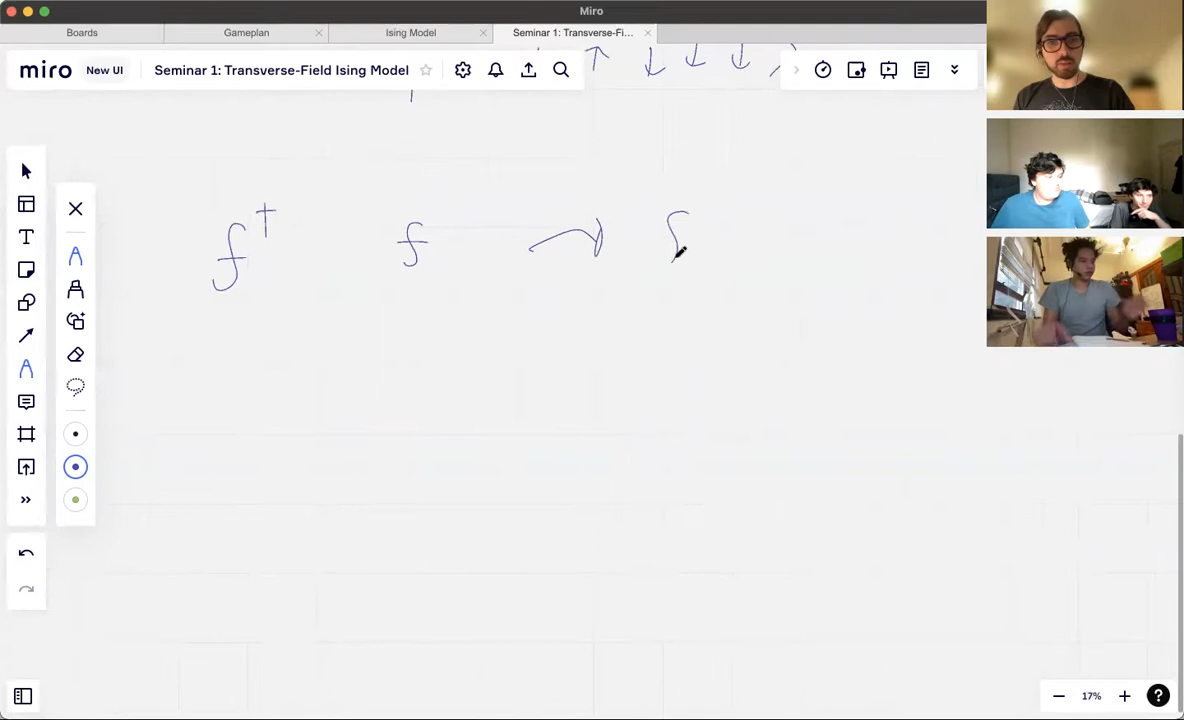 Miro
Boards
Gameplan
Ising Model
Seminar 1: Transverse-Fi...
miro
New UI
Seminar 1: Transverse-Field Ising Model
↑ ↓ ↓ ↓
f† f →
T
17%
?